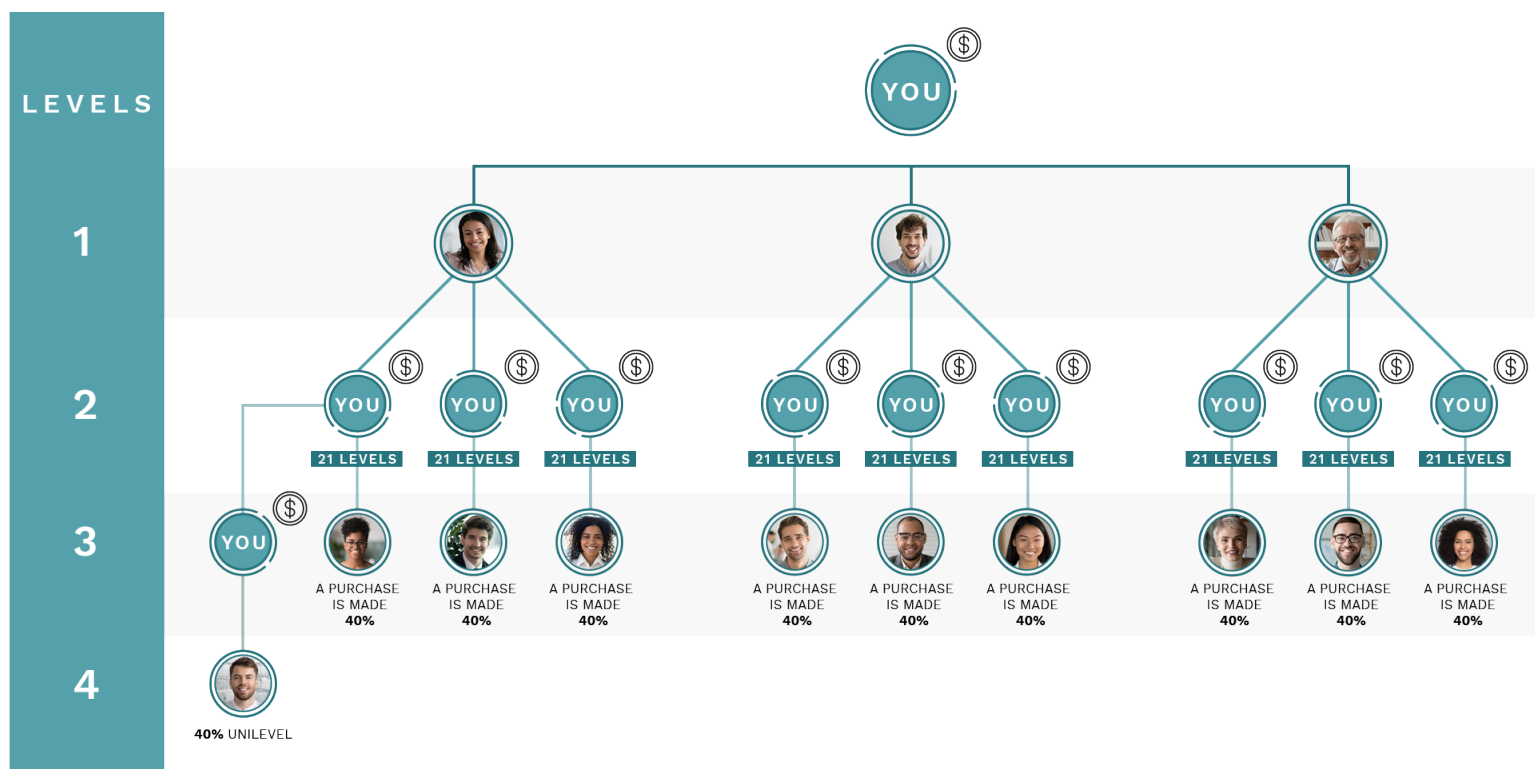 $
YOU
LEVELS
1
$ $ $ $ $ $ $ $ $
2
YOU YOU YOU YOU YOU YOU YOU YOU YOU
21 LEVELS 21 LEVELS 21 LEVELS 21 LEVELS 21 LEVELS 21 LEVELS 21 LEVELS 21 LEVELS 21 LEVELS
$
3
YOU
A PURCHASE A PURCHASE A PURCHASE A PURCHASE A PURCHASE A PURCHASE A PURCHASE A PURCHASE A PURCHASE
IS MADE IS MADE IS MADE IS MADE IS MADE IS MADE IS MADE IS MADE IS MADE
40% 40% 40% 40% 40% 40% 40% 40% 40%
4
40% UNILEVEL